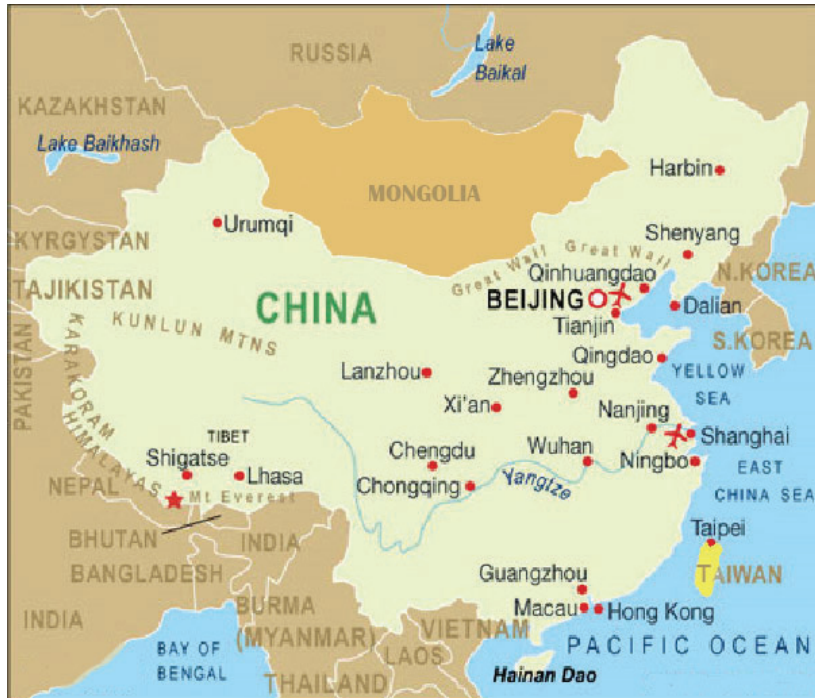 RUSSIA
Lake
Baikal
KAZAKHSTAN
Lake Baikhash
MONGOLIA
Harbin
Urumqi
KYRGYSTAN
Shenyang
Great Wall Great Wall
Qinhuangdao
N.KOREA
TAJIKISTAN
CHINA
BEIJING
Dalian
Tianjin
KUNLUN MTNS
S.KOREA
KARAKORAM
PAKISTAN
Qingdao
YELLOW
SEA
Lanzhou
Zhengzhou
Xi'an
Nanjing
Shanghai
HIMALAYAS
TIBET
Shigatse
Lhasa
Chengdu
Wuhan
Ningbo
EAST
CHINA SEA
Chongqing
Yangtze
NEPAL
Mt Everest
Taipei
BHUTAN
INDIA
BANGLADESH
Guangzhou
TAIWAN
INDIA
BURMA
(MYANMAR)
Macau
Hong Kong
VIETNAM
PACIFIC OCEAN
BAY OF
BENGAL
LAOS
Hainan Dao
THAILAND